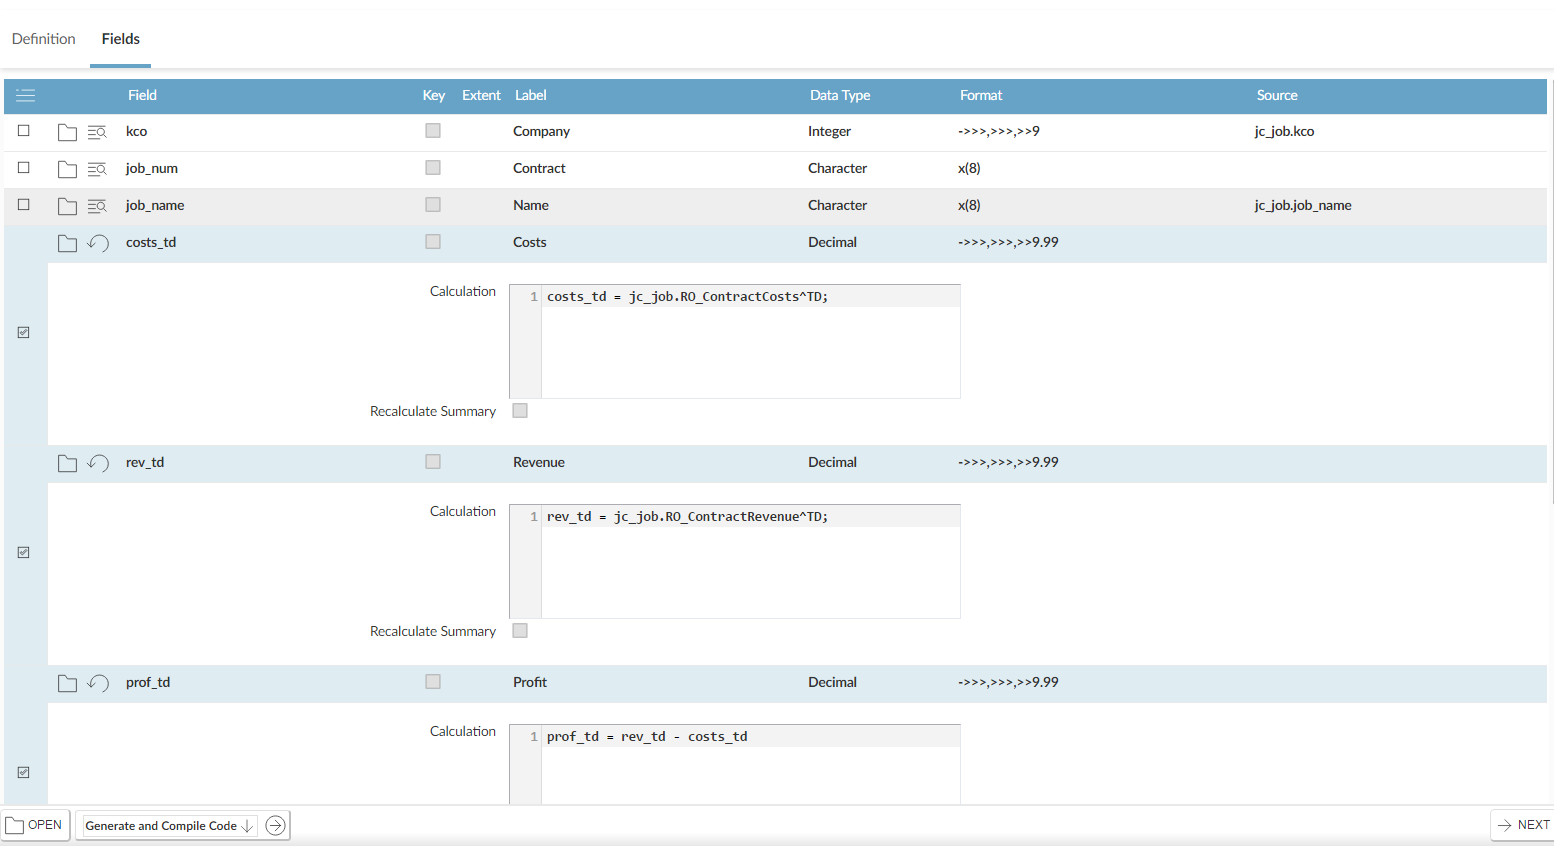 Definition Fields
Field Key Extent Label Data Type Format Source
kco Company Integer ->>>,>>>,>>9 jc_job.kco
job_num Contract Character x(8)
job_name Name Character x(8) jc_job.job_name
costs_td Costs Decimal ->>>,>>>,>>9.99
Calculation 1 costs_td = jc_job.RO_ContractCosts^TD;
Recalculate Summary
rev_td Revenue Decimal ->>>,>>>,>>9.99
Calculation 1 rev_td = jc_job.RO_ContractRevenue^TD;
Recalculate Summary
prof_td Profit Decimal ->>>,>>>,>>9.99
Calculation 1 prof_td = rev_td - costs_td
OPEN Generate and Compile Code NEXT